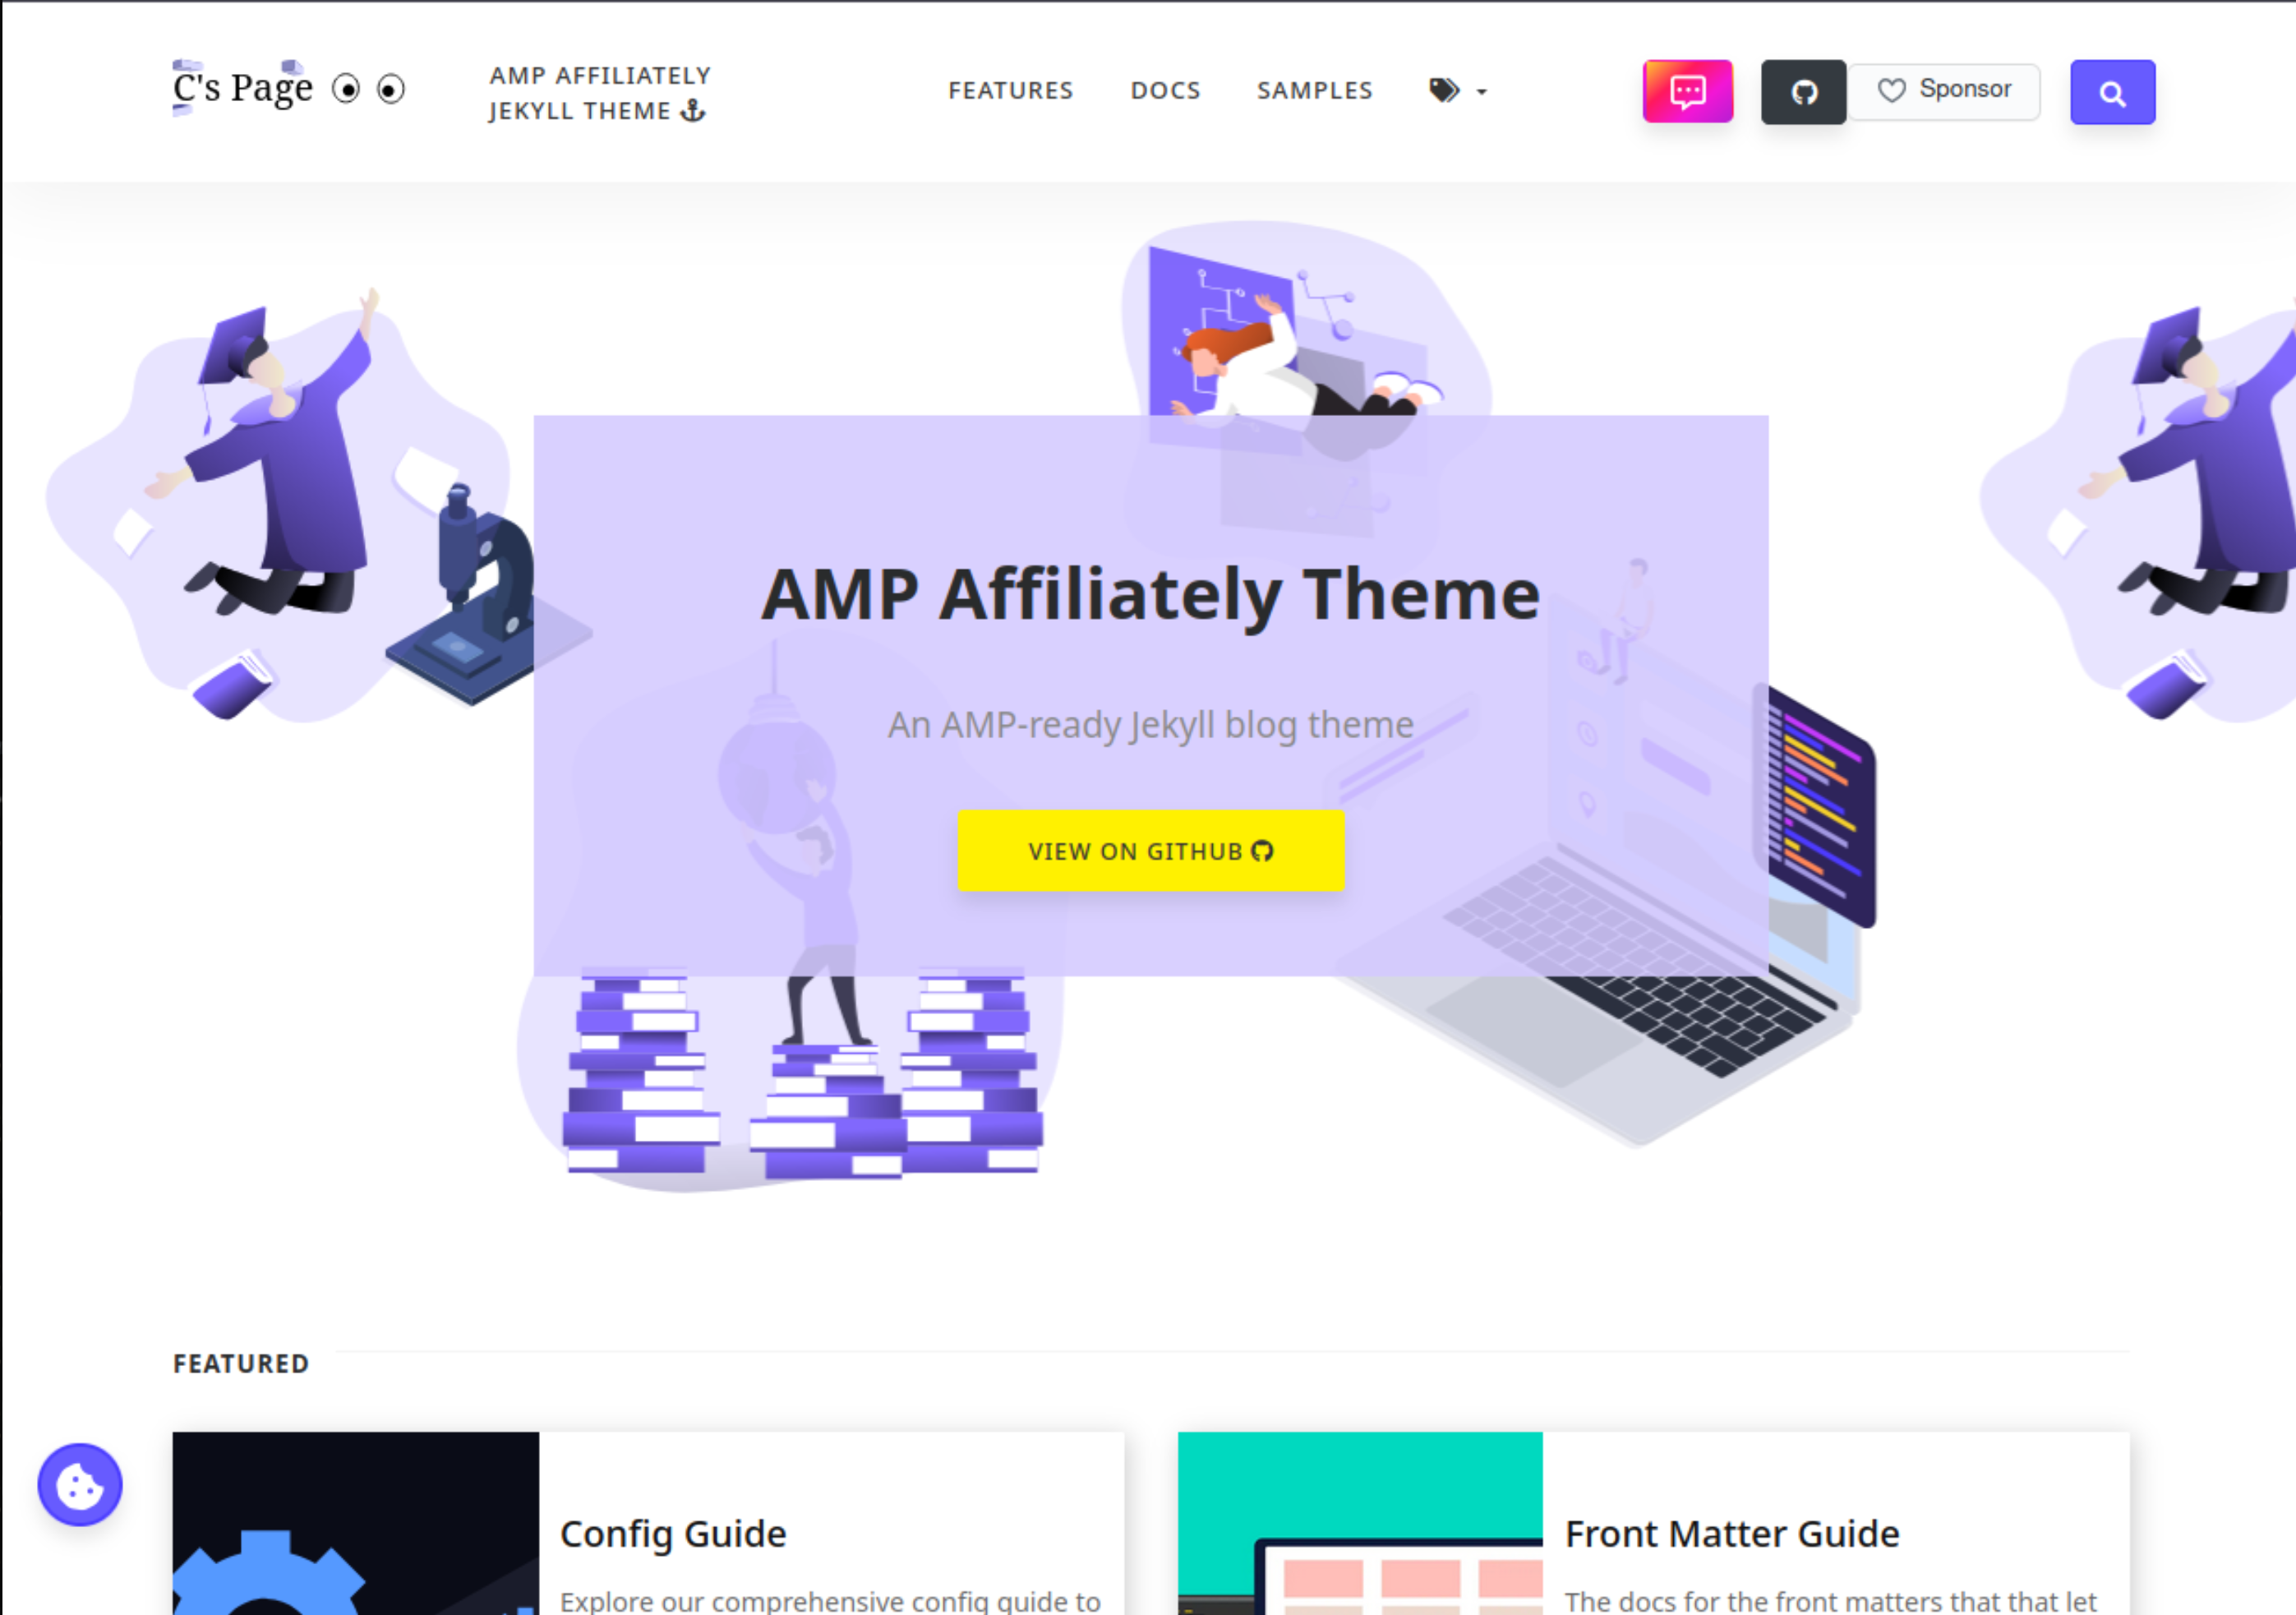 C's Page
AMP AFFILIATELY
JEKYLL THEME
FEATURES
DOCS
SAMPLES
Sponsor
AMP Affiliately Theme
An AMP-ready Jekyll blog theme
VIEW ON GITHUB
FEATURED
Config Guide
Explore our comprehensive config guide to
Front Matter Guide
The docs for the front matters that that let